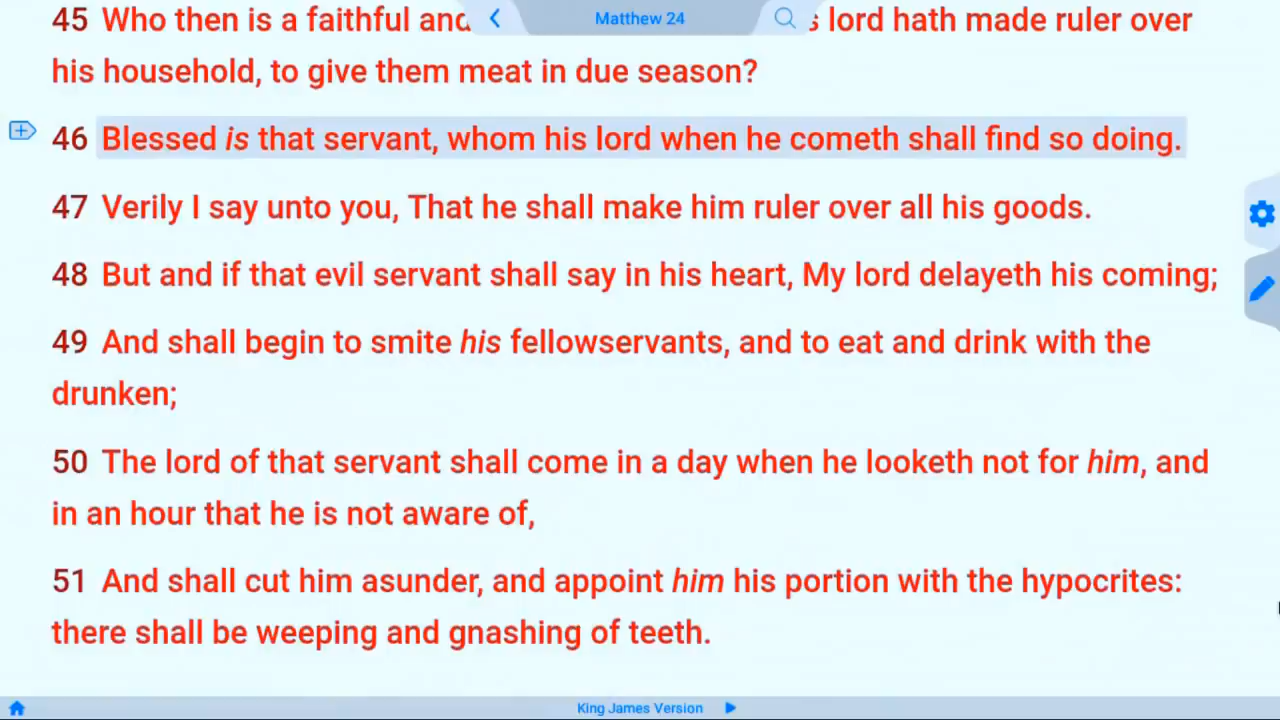 Matthew 24
45 Who then is a faithful and lord hath made ruler over
his household, to give them meat in due season?
46 Blessed is that servant, whom his lord when he cometh shall find so doing.
47 Verily I say unto you, That he shall make him ruler over all his goods.
48 But and if that evil servant shall say in his heart, My lord delayeth his coming;
49 And shall begin to smite his fellowservants, and to eat and drink with the
drunken;
50 The lord of that servant shall come in a day when he looketh not for him, and
in an hour that he is not aware of,
51 And shall cut him asunder, and appoint him his portion with the hypocrites:
there shall be weeping and gnashing of teeth.
King James Version